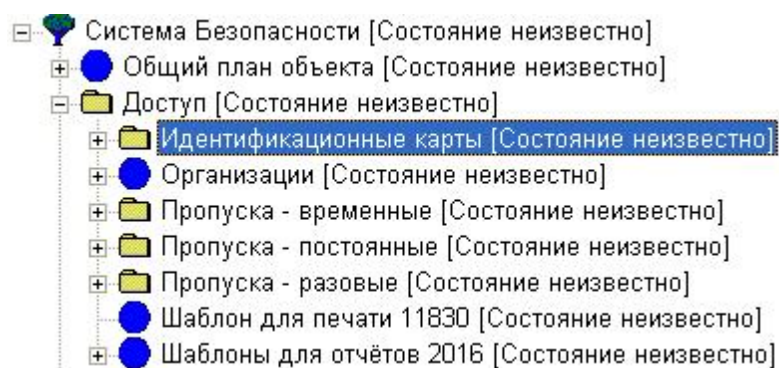 Система Безопасности [Состояние неизвестно]
Общий план объекта [Состояние неизвестно]
Доступ [Состояние неизвестно]
Идентификационные карты [Состояние неизвестно]
Организации [Состояние неизвестно]
Пропуска - временные [Состояние неизвестно]
Пропуска - постоянные [Состояние неизвестно]
Пропуска - разовые [Состояние неизвестно]
Шаблон для печати 11830 [Состояние неизвестно]
Шаблоны для отчётов 2016 [Состояние неизвестно]